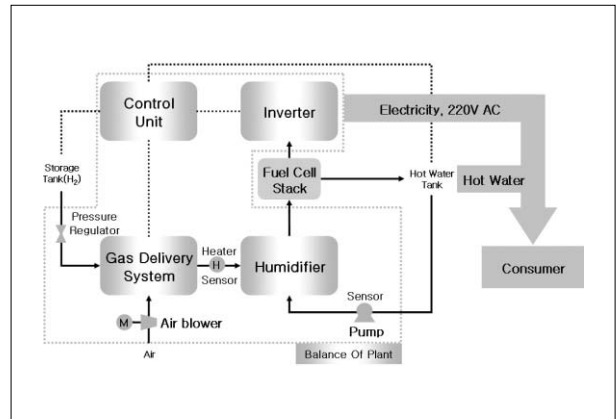 Control
Unit
Inverter
Electricity, 220V AC
Storage
Tank(H2)
Fuel Cell
Stack
Hot Water
Tank
Hot Water
Pressure
Regulator
Gas Delivery
System
Heater
H
Sensor
Humidifier
Consumer
Sensor
M
Air blower
Pump
Air
Balance Of Plant